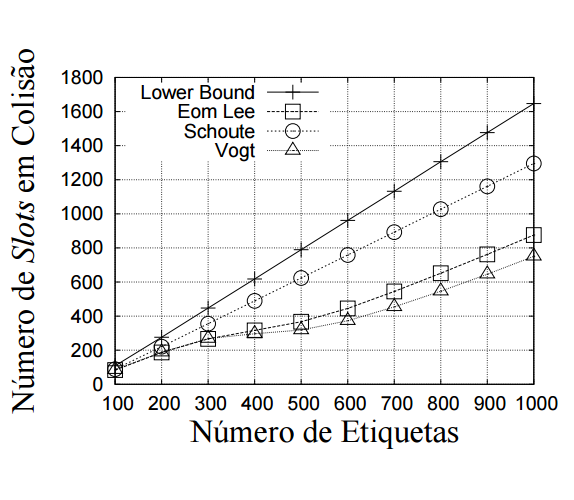 Número de Slots em Colisão
1800
1600
1400
1200
1000
800
600
400
200
0
Lower Bound
Eom Lee
Schoute
Vogt
100 200 300 400 500 600 700 800 900 1000
Número de Etiquetas